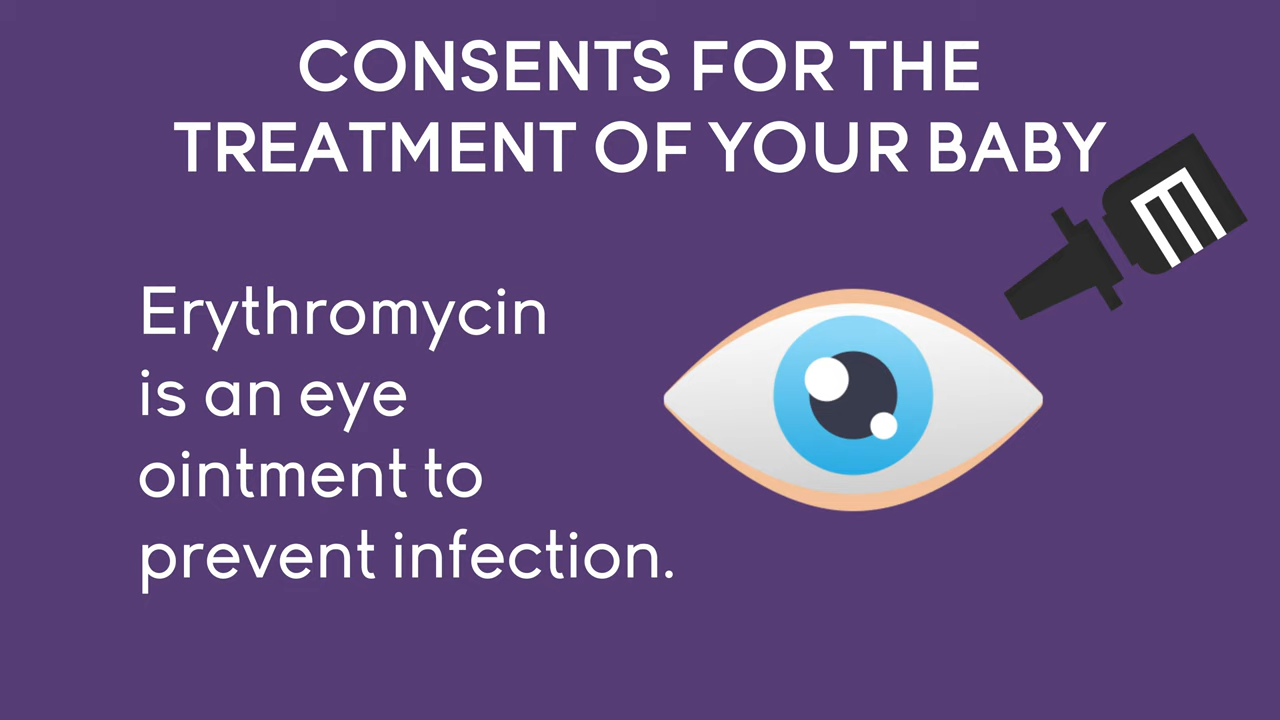 CONSENTS FOR THE
TREATMENT OF YOUR BABY
Erythromycin
is an eye
ointment to
prevent infection.